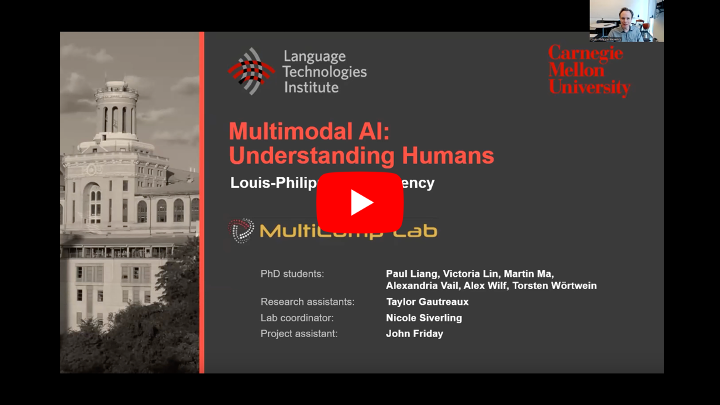 Language
Technologies
Institute
Carnegie
Mellon
University
Multimodal AI:
Understanding Humans
Louis-Philip ency
MultiComp Lab
PhD students: Paul Liang, Victoria Lin, Martin Ma,
Alexandria Vail, Alex Wilf, Torsten Wörtwein
Research assistants: Taylor Gautreaux
Lab coordinator: Nicole Siverling
Project assistant: John Friday